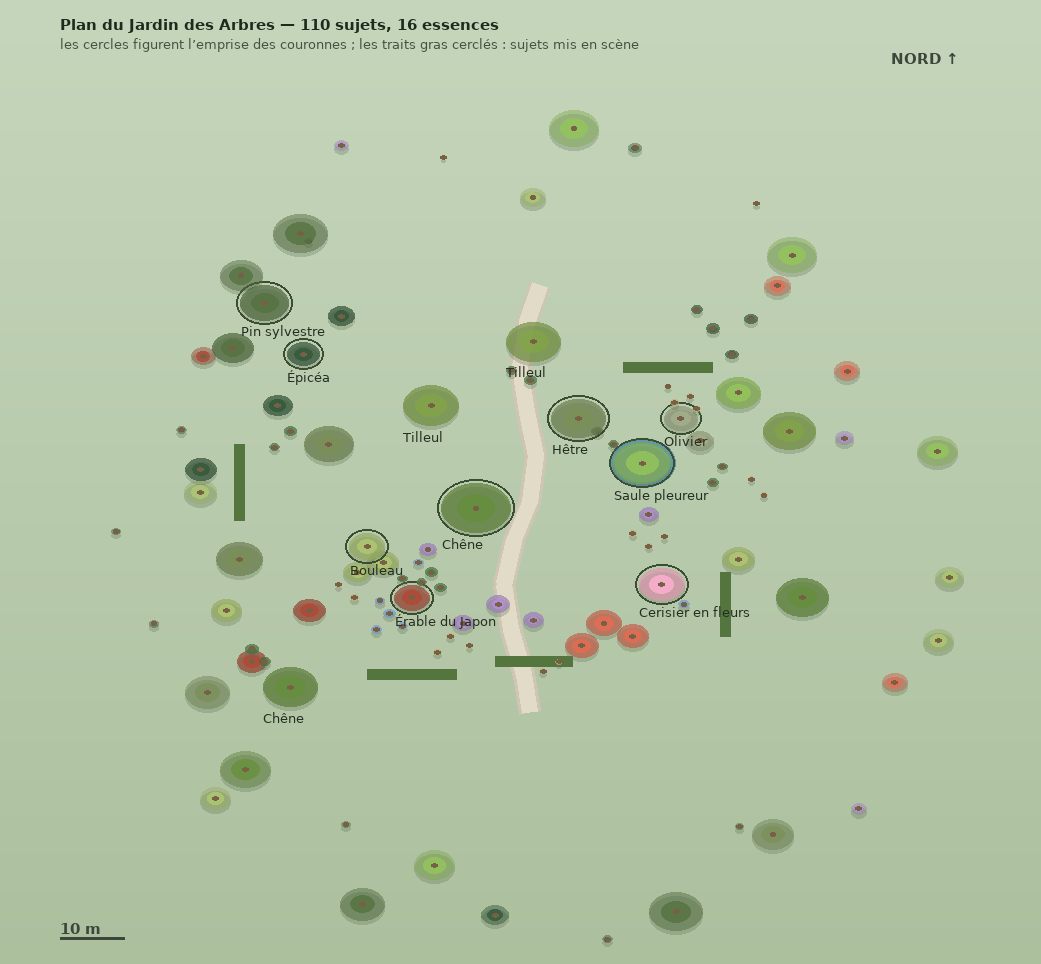 Plan du Jardin des Arbres — 110 sujets, 16 essences
les cercles figurent l’emprise des couronnes ; les traits gras cerclés : sujets mis en scène
NORD ↑
Pin sylvestre
Tilleul
Épicéa
Tilleul
Olivier
Hêtre
Saule pleureur
Chêne
Bouleau
Cerisier en fleurs
Érable du Japon
Chêne
10 m